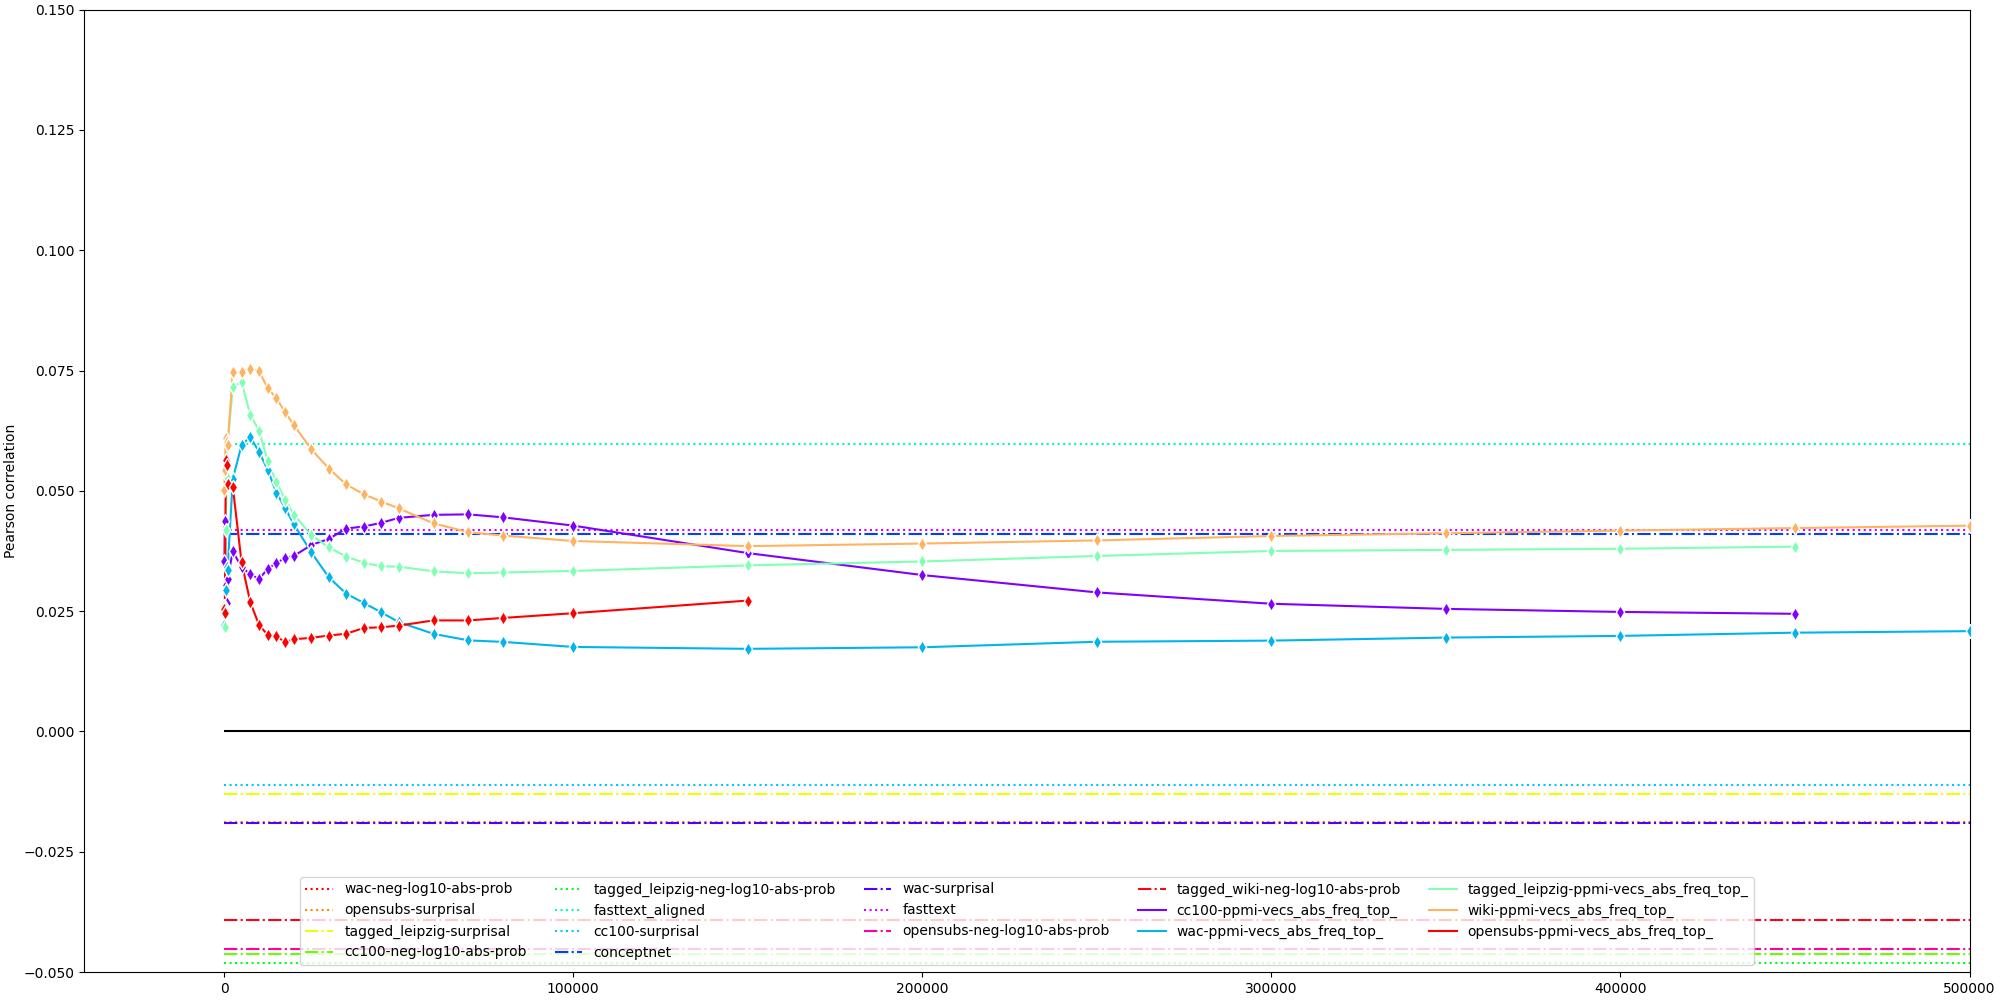 0.150
0.125
0.100
0.075
0.050
0.025
0.000
−0.025
−0.050
Pearson correlation
wac-neg-log10-abs-prob
opensubs-surprisal
tagged_leipzig-surprisal
cc100-neg-log10-abs-prob
tagged_leipzig-neg-log10-abs-prob
fasttext_aligned
cc100-surprisal
conceptnet
wac-surprisal
fasttext
opensubs-neg-log10-abs-prob
tagged_wiki-neg-log10-abs-prob
cc100-ppmi-vecs_abs_freq_top_
wac-ppmi-vecs_abs_freq_top_
tagged_leipzig-ppmi-vecs_abs_freq_top_
wiki-ppmi-vecs_abs_freq_top_
opensubs-ppmi-vecs_abs_freq_top_
0 100000 200000 300000 400000 500000